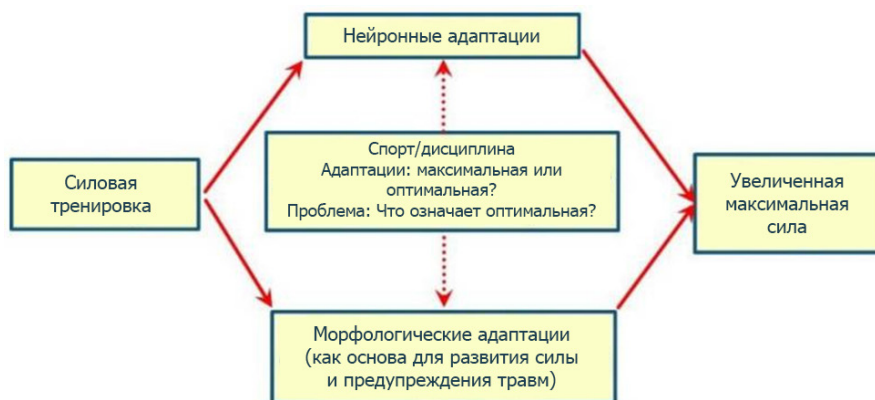 Нейронные адаптации
Спорт/дисциплина
Адаптации: максимальная или
оптимальная?
Проблема: Что означает оптимальная?
Силовая
тренировка
Увеличенная
максимальная
сила
Морфологические адаптации
(как основа для развития силы
и предупреждения травм)